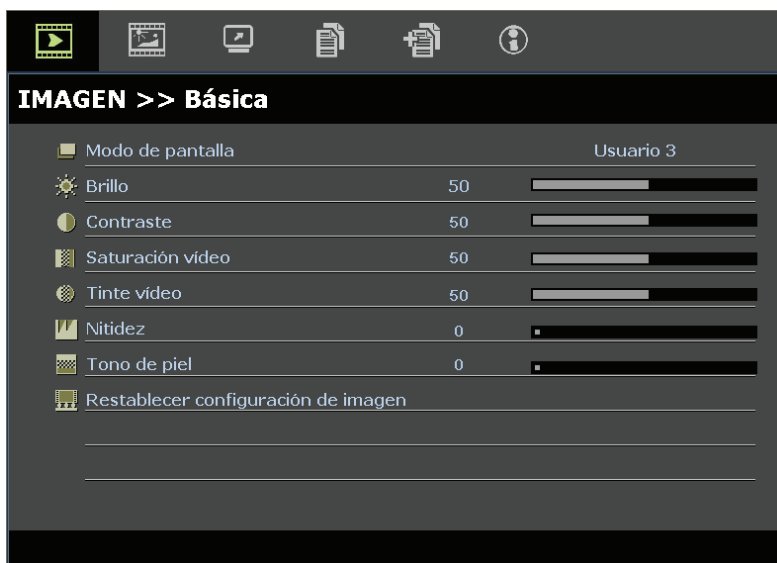 IMAGEN >> Básica
Modo de pantalla Usuario 3
Brillo 50
Contraste 50
Saturación vídeo 50
Tinte vídeo 50
Nitidez 0
Tono de piel 0
Restablecer configuración de imagen